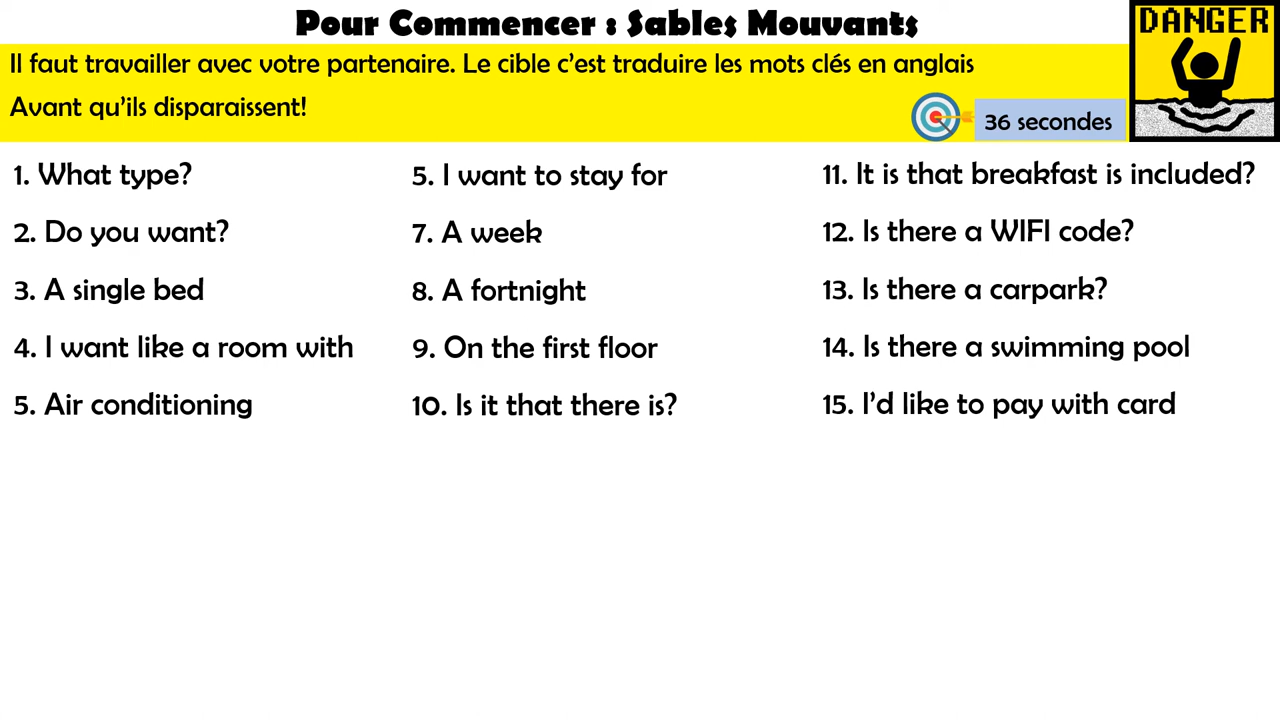 Pour Commencer : Sables Mouvants
DANGER
Il faut travailler avec votre partenaire. Le cible c’est traduire les mots clés en anglais
Avant qu’ils disparaissent!
36 secondes
1. What type?
2. Do you want?
3. A single bed
4. I want like a room with
5. Air conditioning
5. I want to stay for
7. A week
8. A fortnight
9. On the first floor
10. Is it that there is?
11. It is that breakfast is included?
12. Is there a WIFI code?
13. Is there a carpark?
14. Is there a swimming pool
15. I’d like to pay with card